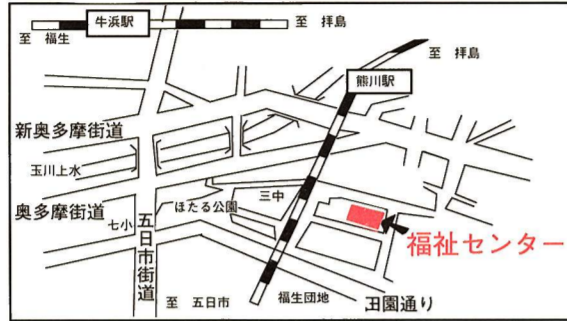 牛浜駅
至 福生
至 拝島
至 拝島
熊川駅
新奥多摩街道
玉川上水
三中
奥多摩街道
ほたる公園
七小
五日市街道
福祉センター
至 五日市
福生団地
田園通り